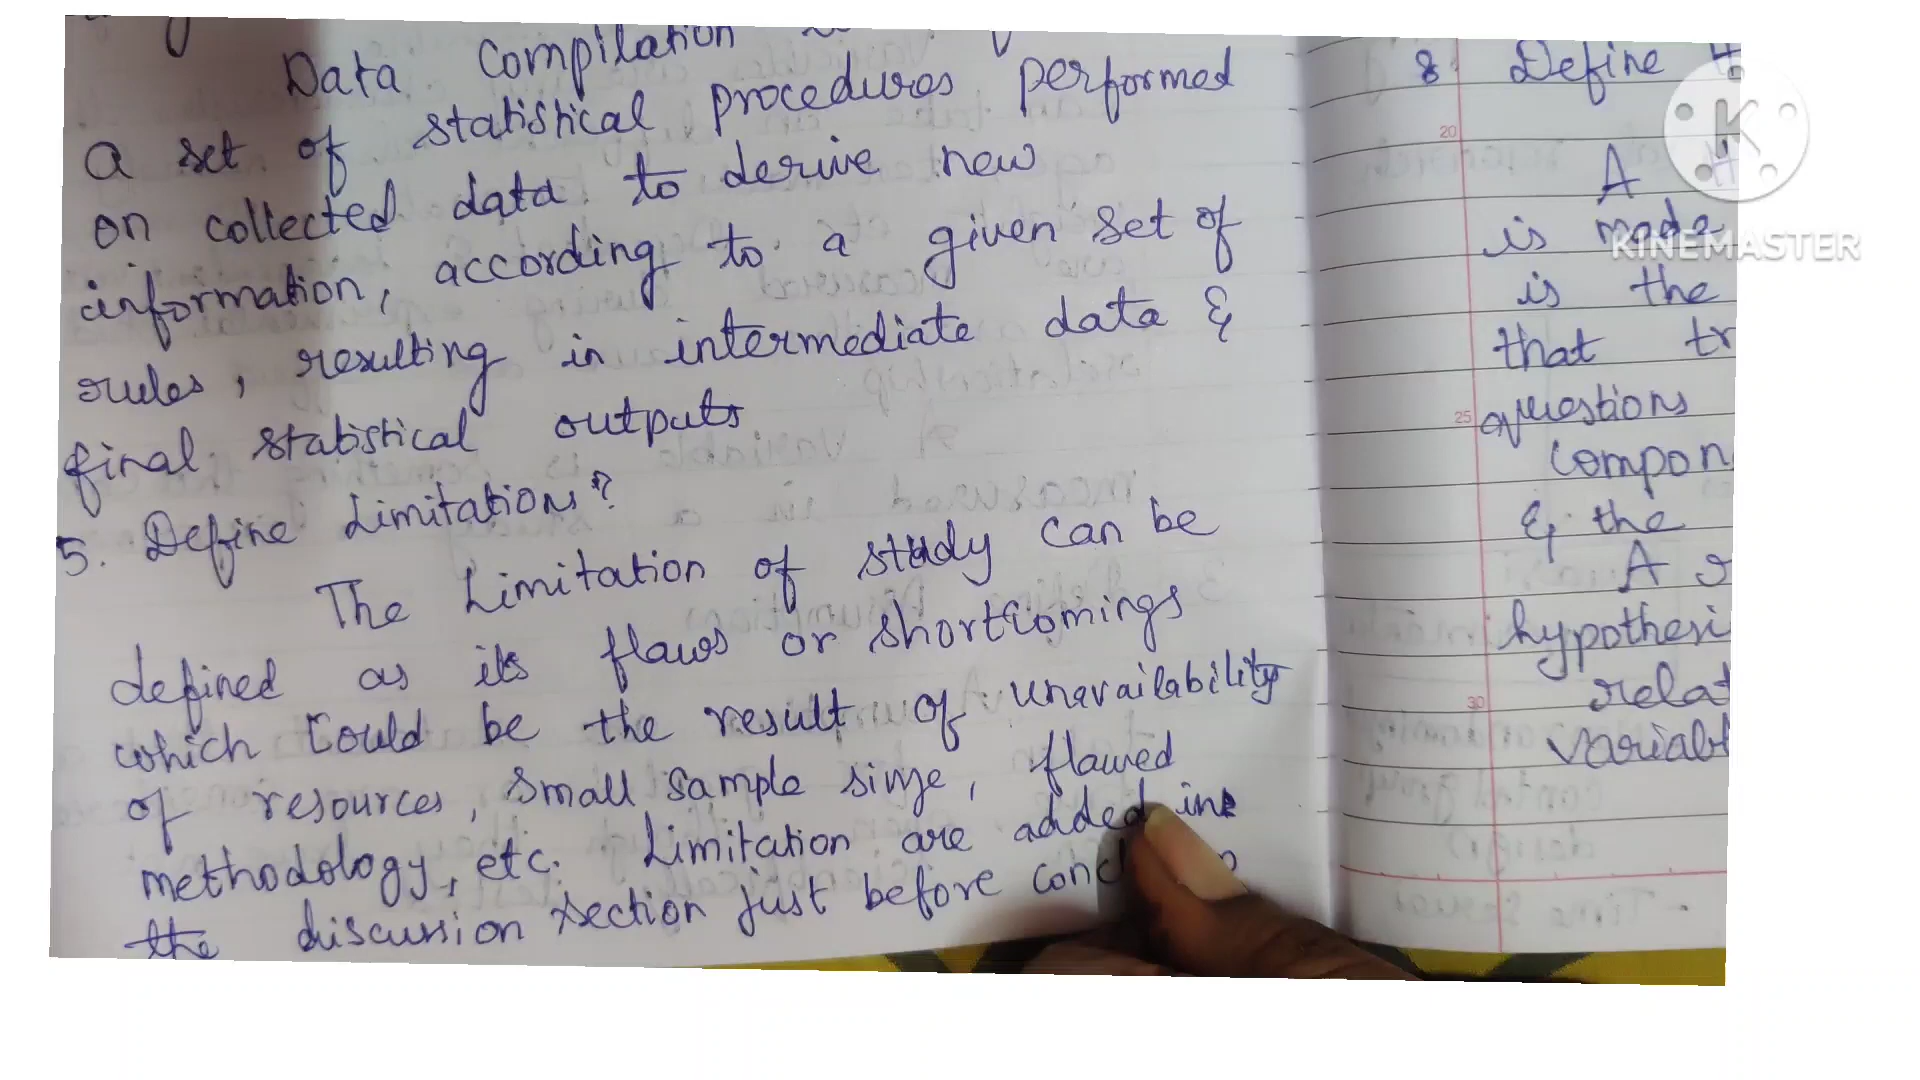 Data Compilation
a set of statistical procedures performed
on collected data to derive new
information, according to a given set of
rules, resulting in intermediate data &
final statistical outputs
5. Define Limitations?
The Limitation of study can be
defined as its flaws or shortcomings
which could be the result of unavailability
of resources, small sample size, flawed
methodology, etc. Limitation are added in
the discussion section just before
8 Define
20
A
is made
is the
that
25
questions
compon
& the
A
hypothesi
30
relat
variab
K
KINEMASTER